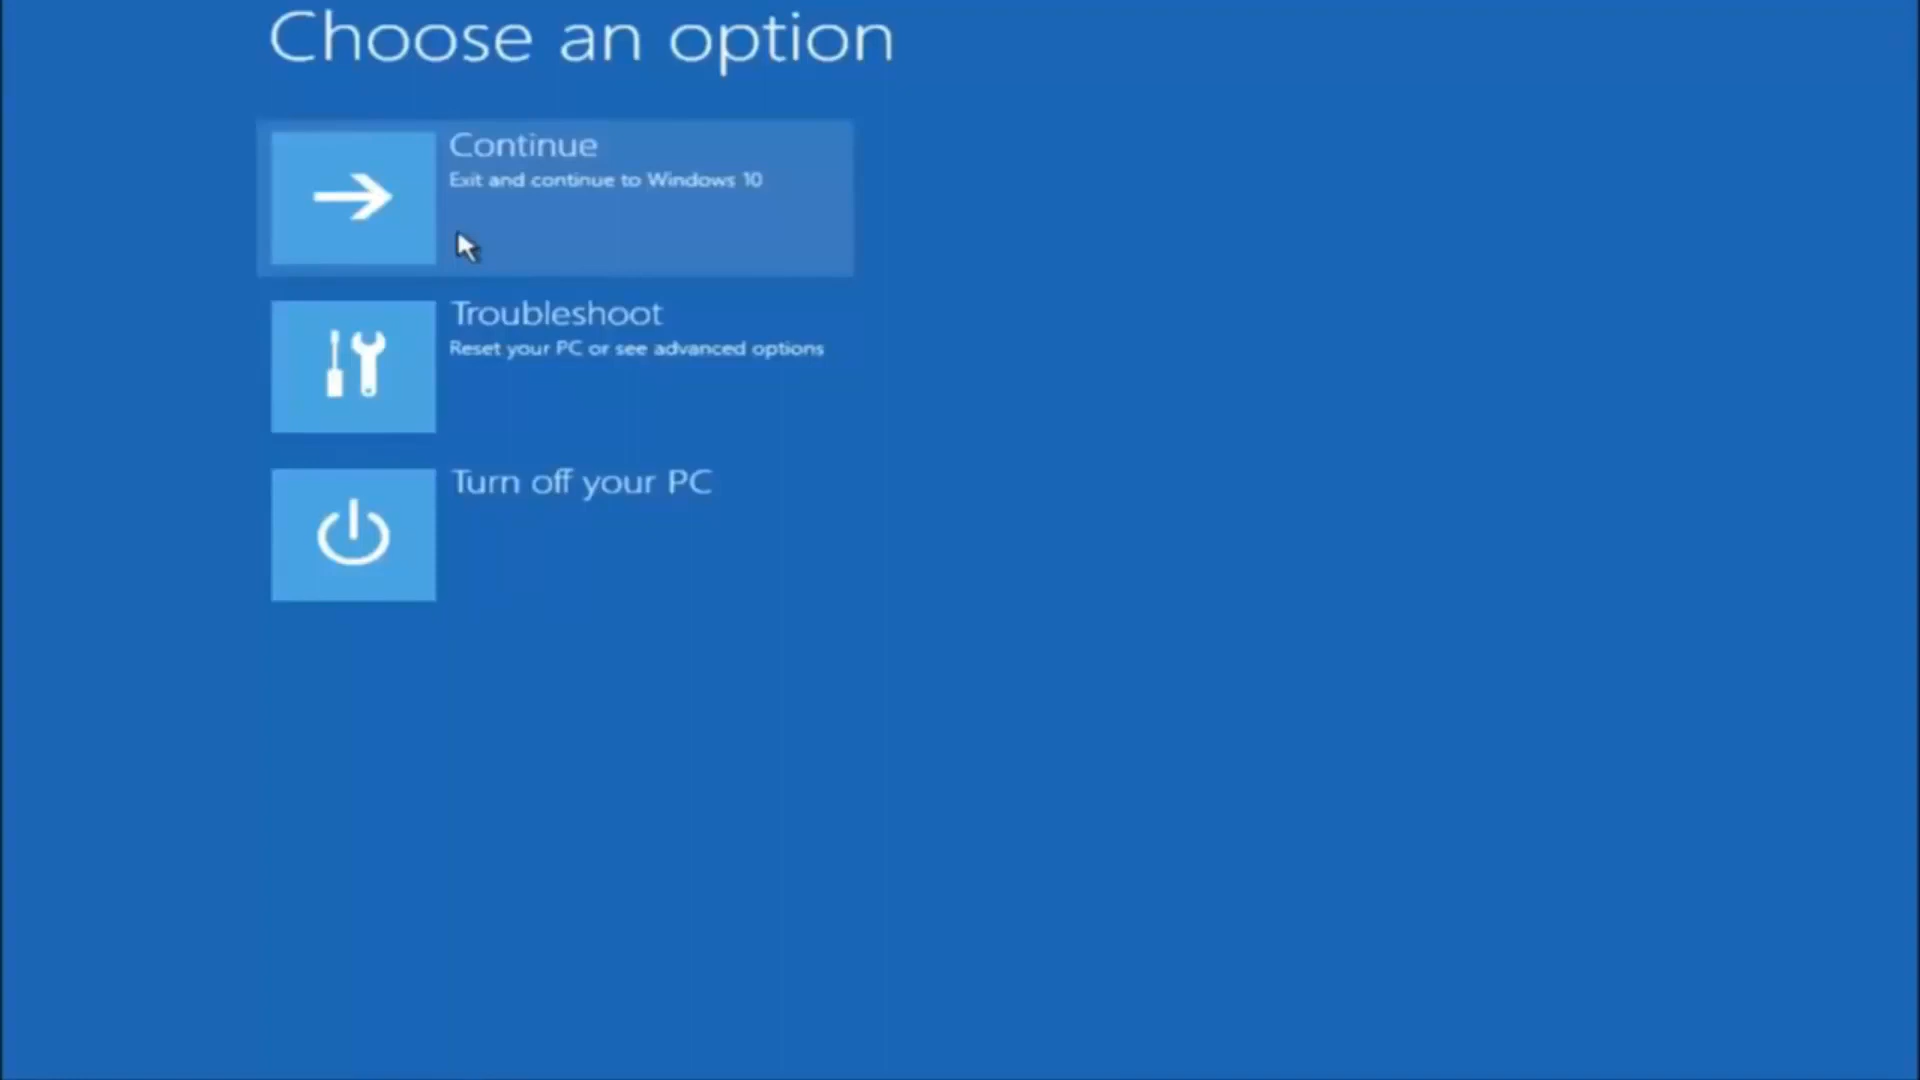 Choose an option
Continue
Exit and continue to Windows 10
Troubleshoot
Reset your PC or see advanced options
Turn off your PC